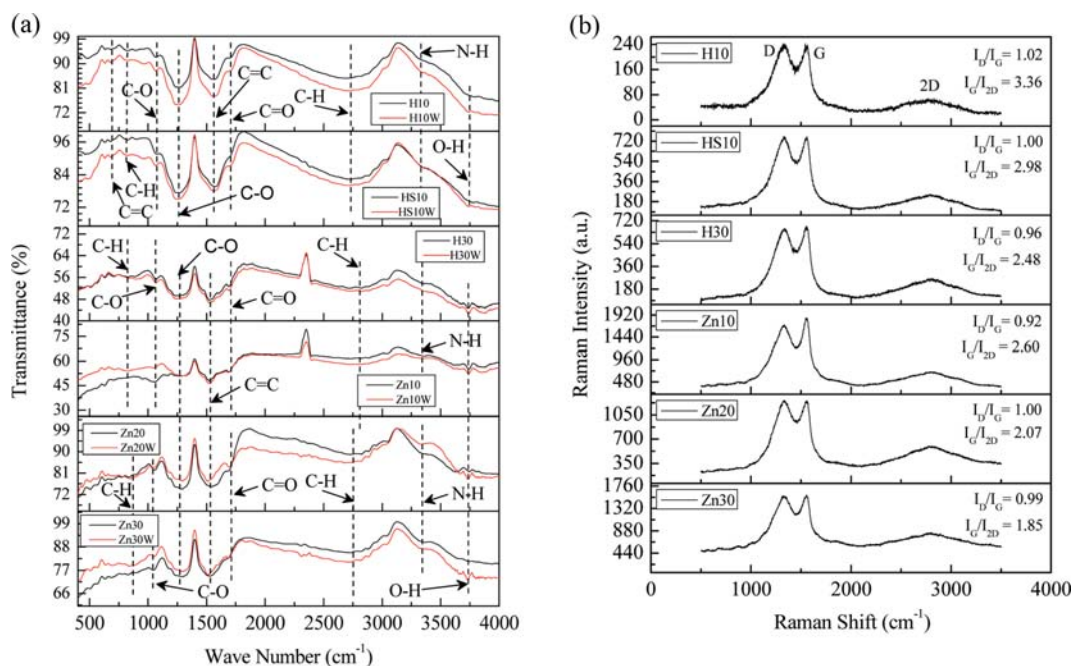 (a)
99
90
81
72
N-H
C-O
C=C
C=O
C-H
H10
H10W
96
84
72
C-H
C=C
C-O
O-H
HS10
HS10W
72
64
56
48
40
C-H
C-O
C-O
C=O
C-H
H30
H30W
75
60
45
30
C=C
N-H
Zn10
Zn10W
99
90
81
72
Zn20
Zn20W
C-H
C=O
C-H
N-H
99
88
77
66
Zn30
Zn30W
C-O
O-H
500 1000 1500 2000 2500 3000 3500 4000
Wave Number (cm-1)
Transmittance (%)
(b)
240
160
80
0
H10
D
G
2D
ID/IG = 1.02
IG/I2D = 3.36
720
540
360
180
HS10
ID/IG = 1.00
IG/I2D = 2.98
720
540
360
180
0
H30
ID/IG = 0.96
IG/I2D = 2.48
1920
1440
960
480
Zn10
ID/IG = 0.92
IG/I2D = 2.60
1050
700
350
Zn20
ID/IG = 1.00
IG/I2D = 2.07
1760
1320
880
440
Zn30
ID/IG = 0.99
IG/I2D = 1.85
0 1000 2000 3000 4000
Raman Shift (cm-1)
Raman Intensity (a.u.)